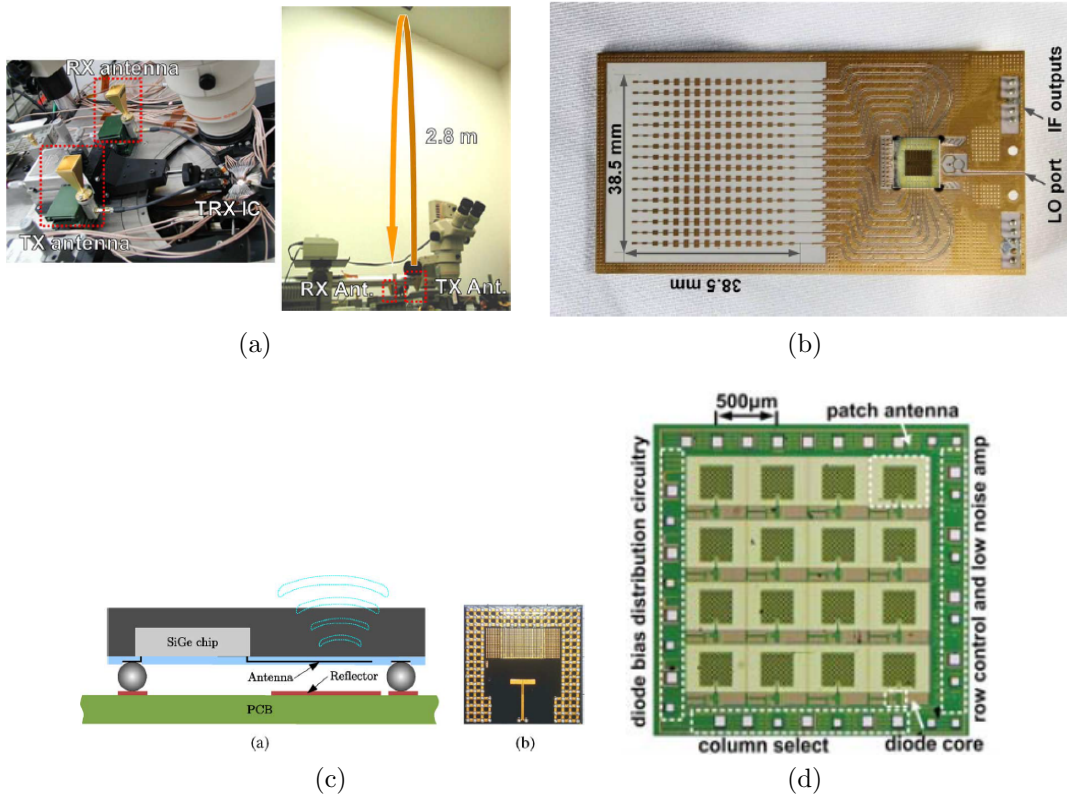 RX antenna
TX antenna
TRX-IC
2.8 m
RX Ant.
TX Ant.
(a)
38.5 mm
38.5 mm
IF outputs
LO port
(b)
SiGe chip
Antenna
Reflector
PCB
(a)
(b)
(c)
500μm
patch antenna
diode bias distribution circuitry
row control and low noise amp
column select
diode core
(d)